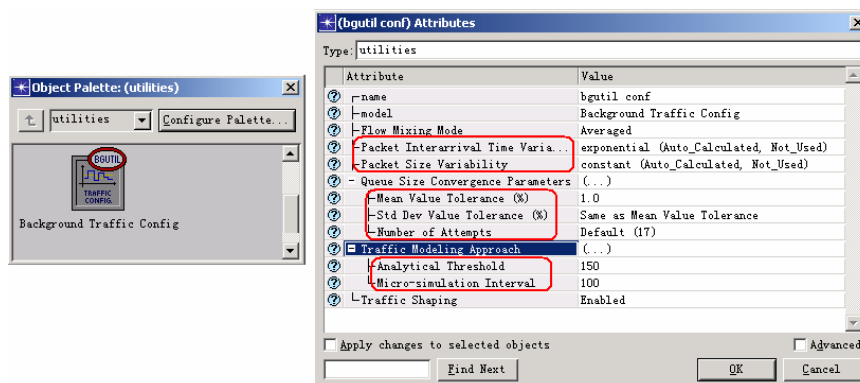 Object Palette: (utilities)
utilities
Configure Palette...
BGUTIL
TRAFFIC
CONFIG.
Background Traffic Config
(bgutil conf) Attributes
Type: utilities
Attribute Value
name bgutil conf
model Background Traffic Config
Flow Mixing Mode Averaged
Packet Interarrival Time Varia... exponential (Auto_Calculated, Not_Used)
Packet Size Variability constant (Auto_Calculated, Not_Used)
Queue Size Convergence Parameters (...)
Mean Value Tolerance (%) 1.0
Std Dev Value Tolerance (%) Same as Mean Value Tolerance
Number of Attempts Default (17)
Traffic Modeling Approach (...)
Analytical Threshold 150
Micro-simulation Interval 100
Traffic Shaping Enabled
Apply changes to selected objects
Advanced
Find Next
OK
Cancel